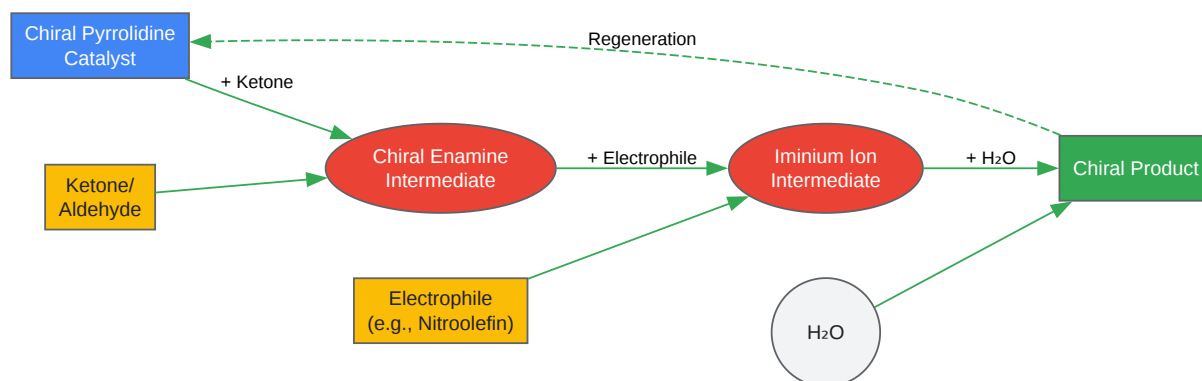 Chiral Pyrrolidine
Catalyst
Regeneration
+ Ketone
Chiral Enamine
Intermediate
+ Electrophile
Iminium Ion
Intermediate
+ H₂O
Chiral Product
Ketone/
Aldehyde
Electrophile
(e.g., Nitroolefin)
H₂O